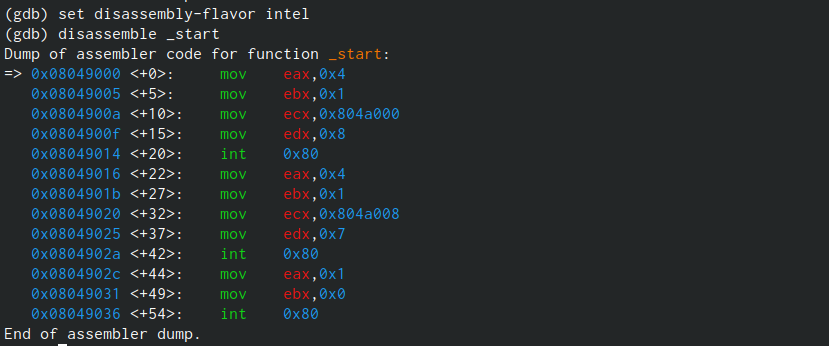 (gdb) set disassembly-flavor intel
(gdb) disassemble _start
Dump of assembler code for function _start:
=> 0x08049000 <+0>:     mov    eax,0x4
   0x08049005 <+5>:     mov    ebx,0x1
   0x0804900a <+10>:    mov    ecx,0x804a000
   0x0804900f <+15>:    mov    edx,0x8
   0x08049014 <+20>:    int    0x80
   0x08049016 <+22>:    mov    eax,0x4
   0x0804901b <+27>:    mov    ebx,0x1
   0x08049020 <+32>:    mov    ecx,0x804a008
   0x08049025 <+37>:    mov    edx,0x7
   0x0804902a <+42>:    int    0x80
   0x0804902c <+44>:    mov    eax,0x1
   0x08049031 <+49>:    mov    ebx,0x0
   0x08049036 <+54>:    int    0x80
End of assembler dump.